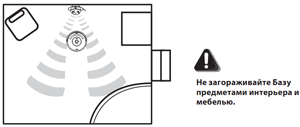 Не загораживайте Базу
предметами интерьера и
мебелью.